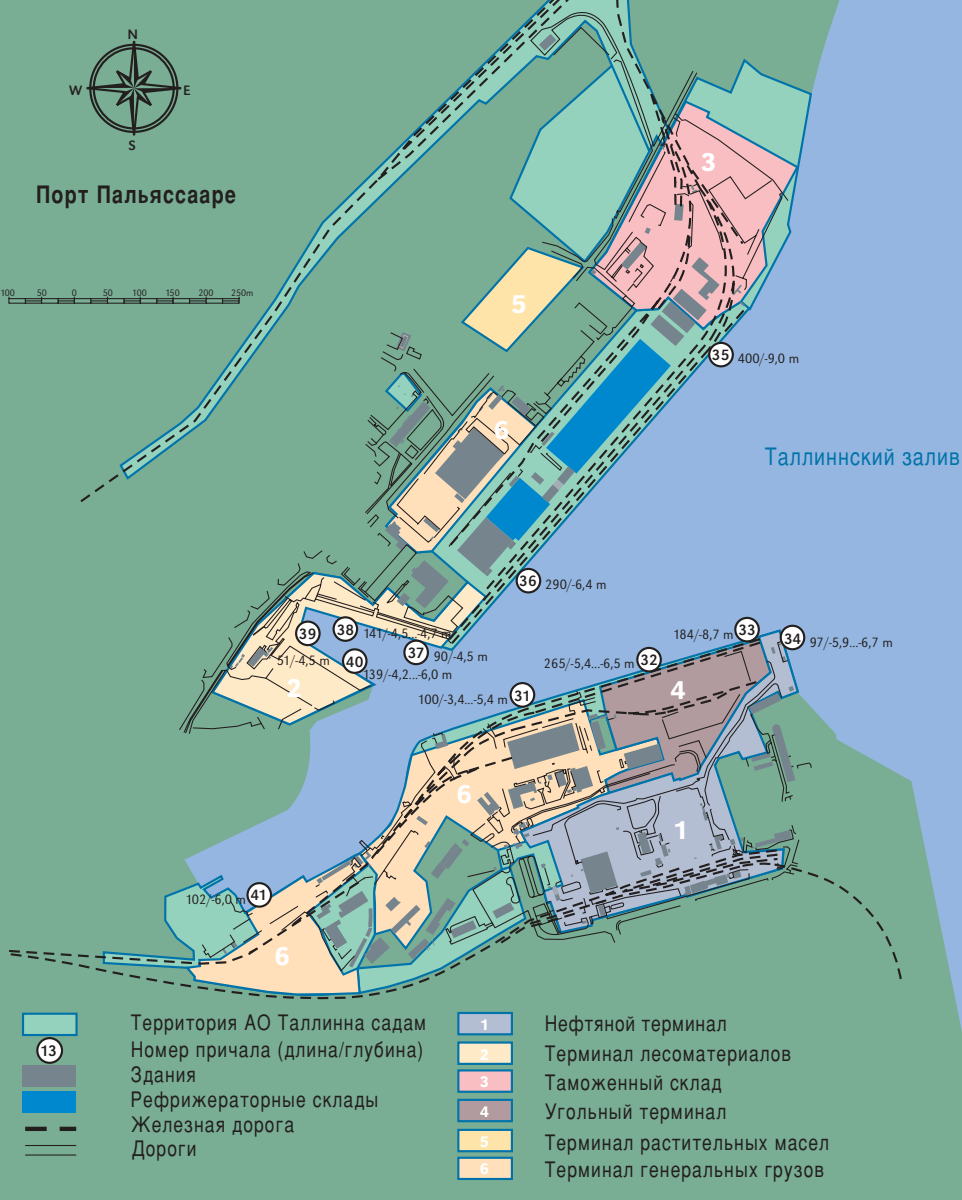 N
W E
S
Порт Пальяссааре
100 50 0 50 100 150 200 250m
3
5
35 400/-9,0 m
6
Таллиннский залив
36 290/-6,4 m
39
38 141/-4,5...-4,7 m
37 90/-4,5 m
51/-4,5 m
40
139/-4,2...-6,0 m
2
184/-8,7 m 33
34 97/-5,9...-6,7 m
265/-5,4...-6,5 m 32
100/-3,4...-5,4 m 31
4
6
1
102/-6,0 m 41
6
Территория АО Таллинна садам
13 Номер причала (длина/глубина)
Здания
Рефрижераторные склады
Железная дорога
Дороги
1 Нефтяной терминал
2 Терминал лесоматериалов
3 Таможенный склад
4 Угольный терминал
5 Терминал растительных масел
6 Терминал генеральных грузов